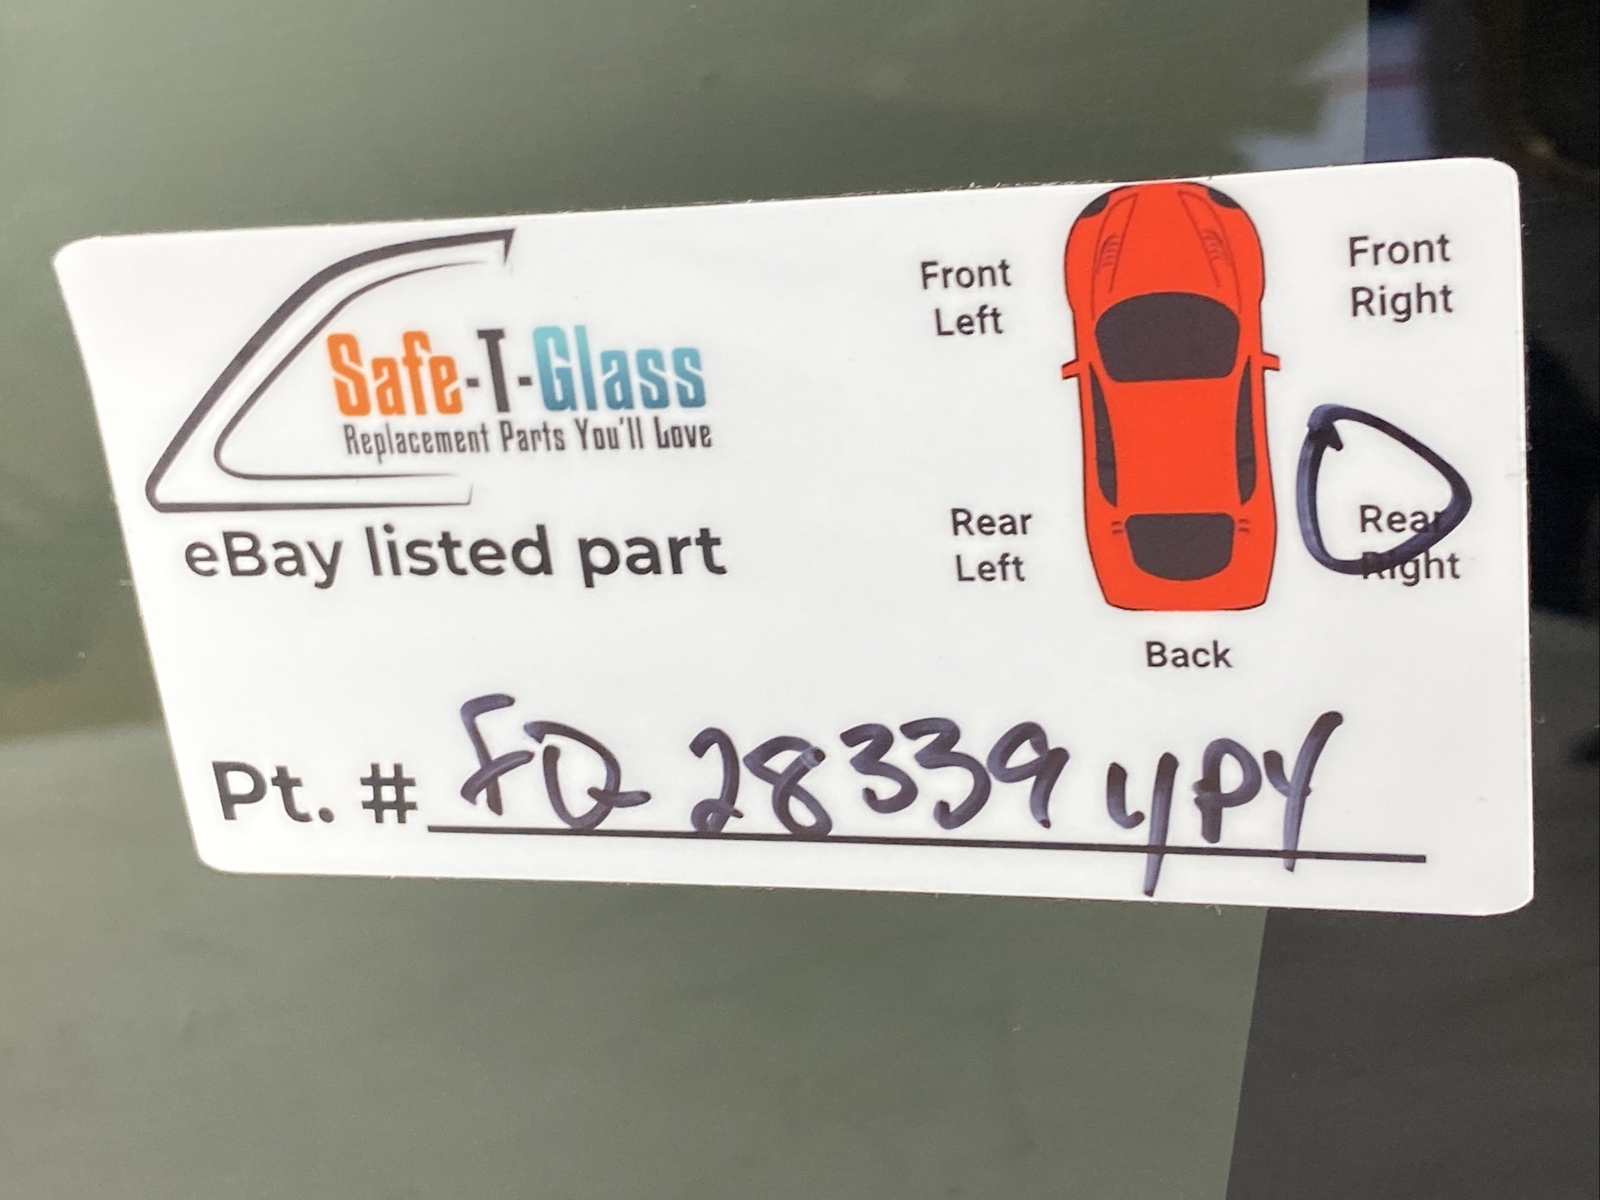 Safe-T-Glass
Replacement Parts You'll Love
eBay listed part
Front
Left
Front
Right
Rear
Left
Rear
Right
Back
Pt. # FQ 28339 YPY